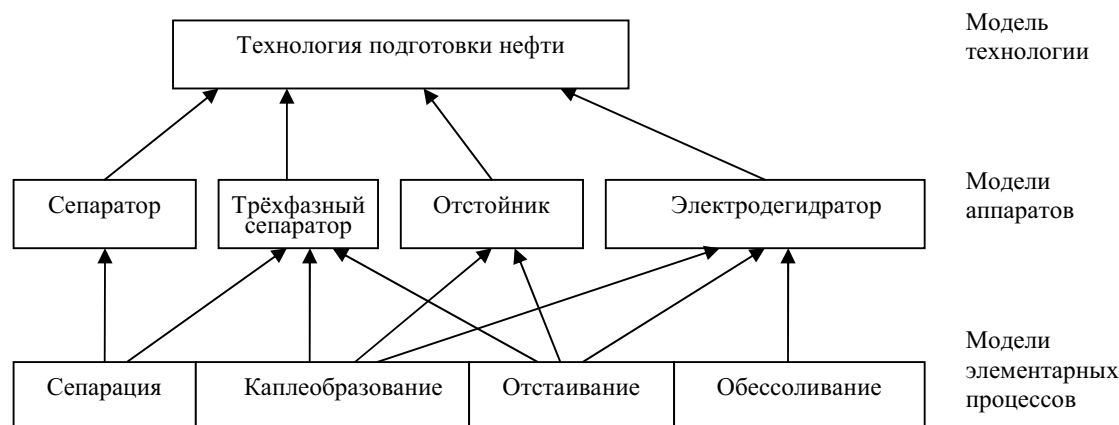 Технология подготовки нефти
Модель
технологии
Сепаратор
Трёхфазный
сепаратор
Отстойник
Электродегидратор
Модели
аппаратов
Сепарация
Каплеобразование
Отстаивание
Обессоливание
Модели
элементарных
процессов